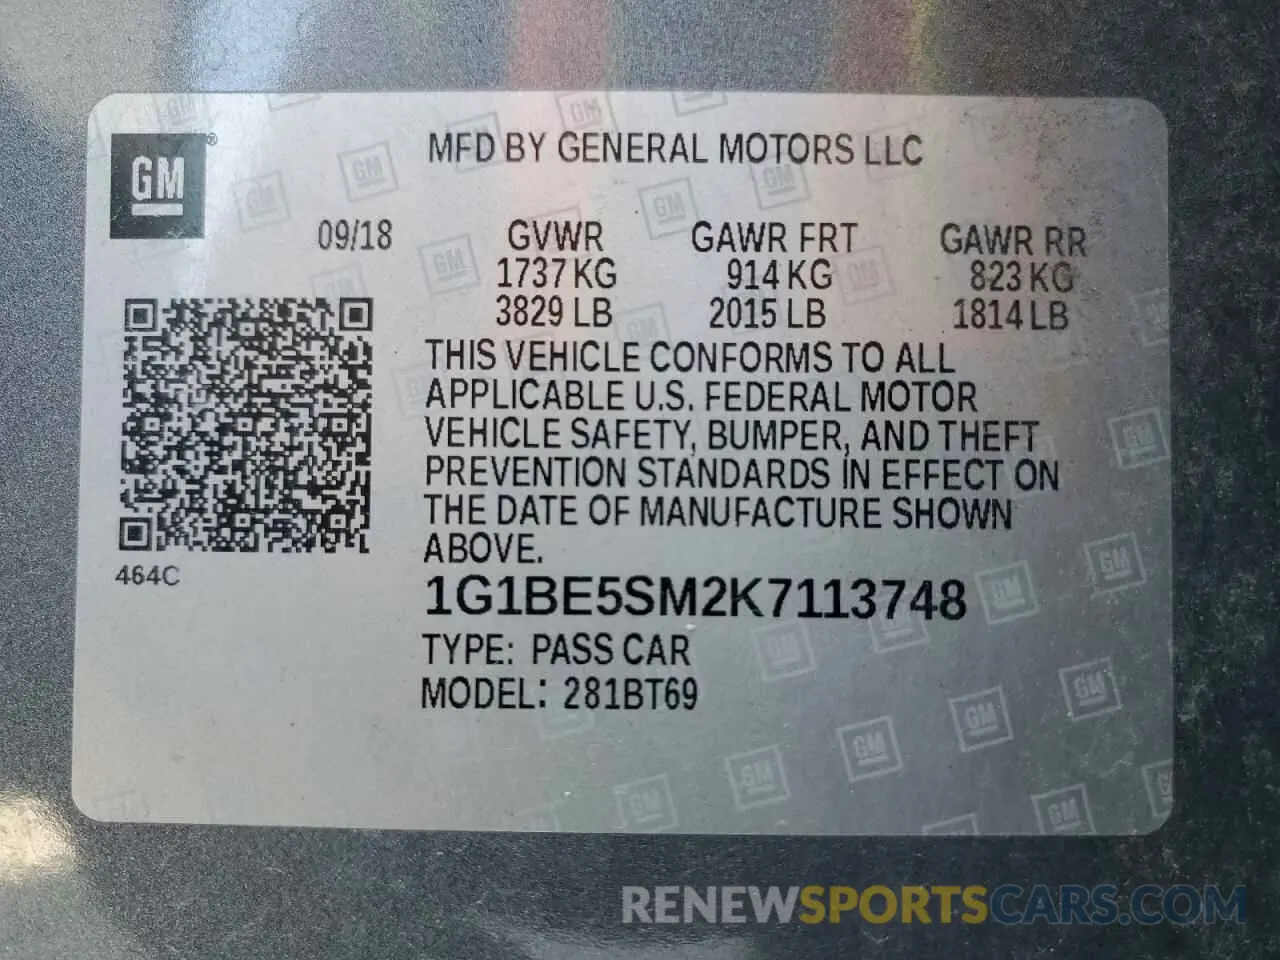 GM®
MFD BY GENERAL MOTORS LLC
09/18 GVWR GAWR FRT GAWR RR
1737 KG 914 KG 823 KG
3829 LB 2015 LB 1814 LB
THIS VEHICLE CONFORMS TO ALL
APPLICABLE U.S. FEDERAL MOTOR
VEHICLE SAFETY, BUMPER, AND THEFT
PREVENTION STANDARDS IN EFFECT ON
THE DATE OF MANUFACTURE SHOWN
ABOVE.
464C
1G1BE5SM2K7113748
TYPE: PASS CAR
MODEL: 281BT69
RENEWSPORTSCARS.COM